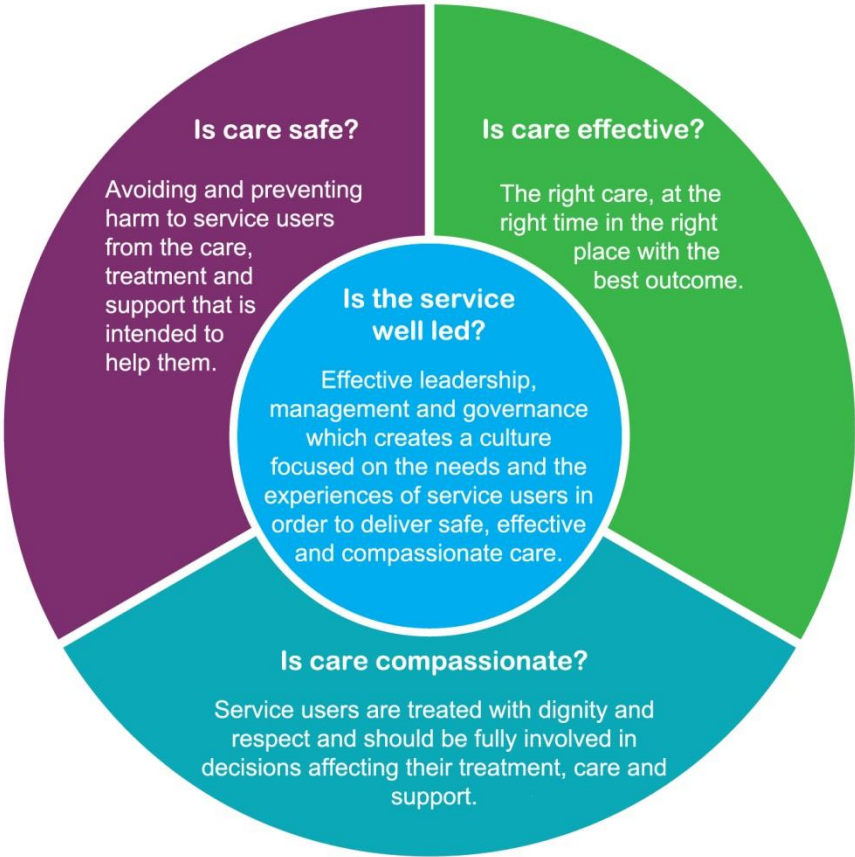 Is care safe?
Avoiding and preventing
harm to service users
from the care,
treatment and
support that is
intended to
help them.
Is care effective?
The right care, at the
right time in the right
place with the
best outcome.
Is the service
well led?
Effective leadership,
management and governance
which creates a culture
focused on the needs and the
experiences of service users in
order to deliver safe, effective
and compassionate care.
Is care compassionate?
Service users are treated with dignity and
respect and should be fully involved in
decisions affecting their treatment, care and
support.